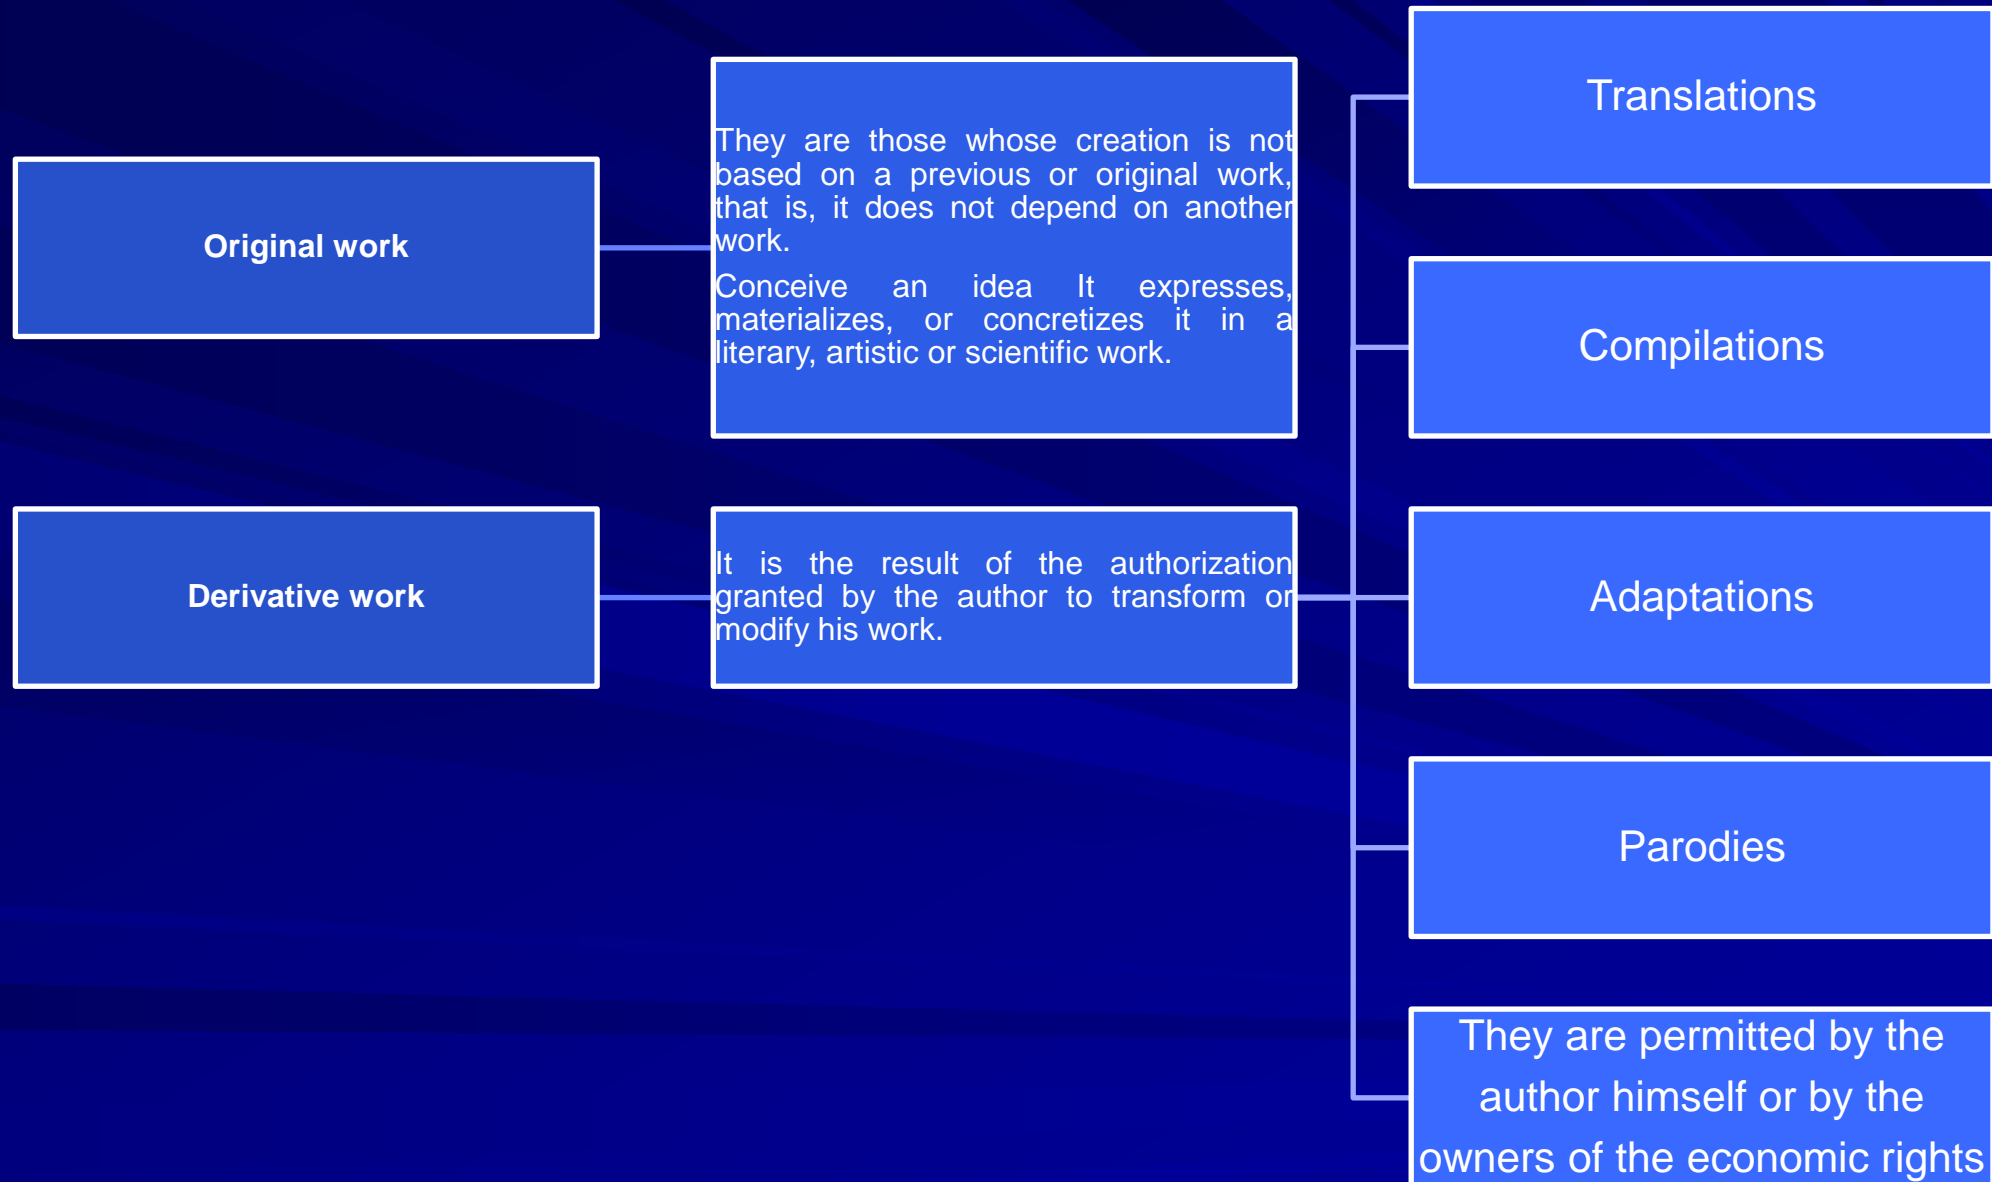 Original work
They are those whose creation is not
based on a previous or original work,
that is, it does not depend on another
work.
Conceive an idea It expresses,
materializes, or concretizes it in a
literary, artistic or scientific work.
Derivative work
It is the result of the authorization
granted by the author to transform or
modify his work.
Translations
Compilations
Adaptations
Parodies
They are permitted by the
author himself or by the
owners of the economic rights